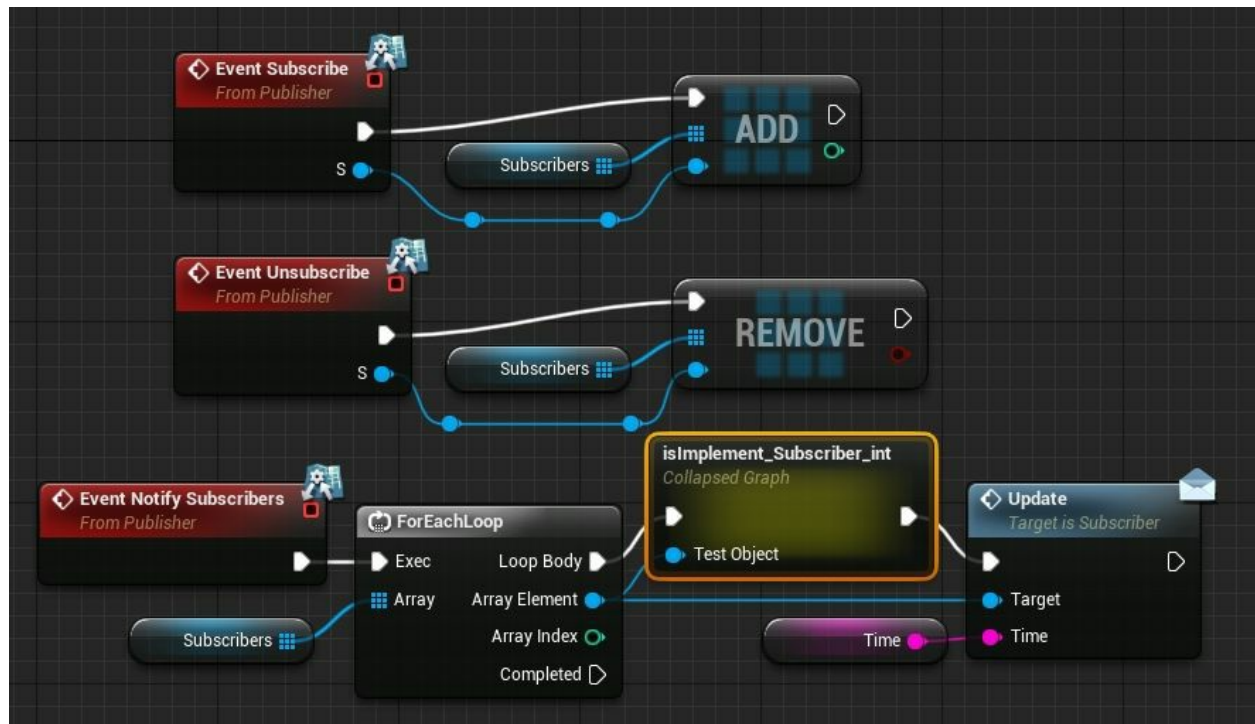 Event Subscribe
From Publisher
S
Subscribers
ADD
Event Unsubscribe
From Publisher
S
Subscribers
REMOVE
Event Notify Subscribers
From Publisher
Subscribers
ForEachLoop
Exec
Loop Body
Array
Array Element
Array Index
Completed
isImplement_Subscriber_int
Collapsed Graph
Test Object
Time
Update
Target is Subscriber
Target
Time